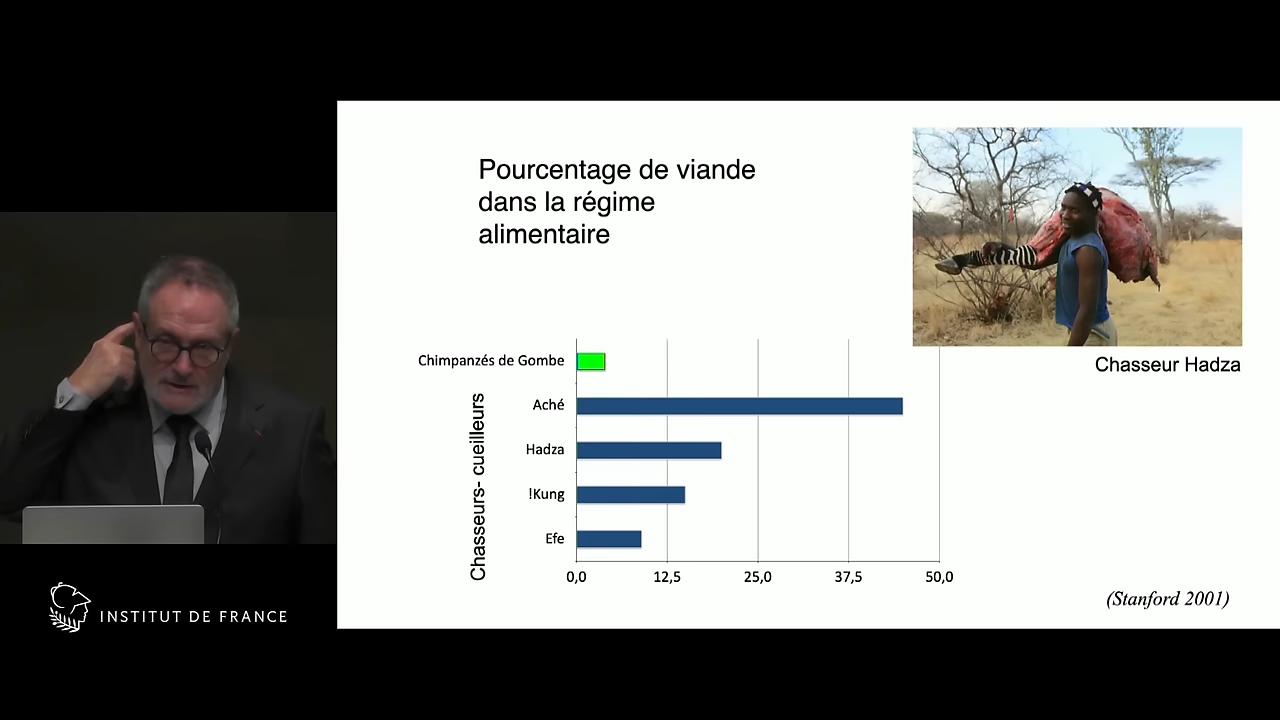 Pourcentage de viande
dans la régime
alimentaire
Chasseur Hadza
Chimpanzés de Gombe
Aché
Hadza
!Kung
Efe
Chasseurs- cueilleurs
0,0
12,5
25,0
37,5
50,0
(Stanford 2001)
INSTITUT DE FRANCE